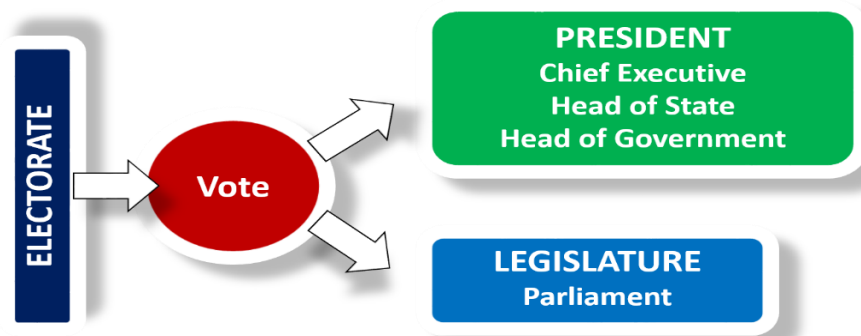 ELECTORATE
Vote
PRESIDENT
Chief Executive
Head of State
Head of Government
LEGISLATURE
Parliament